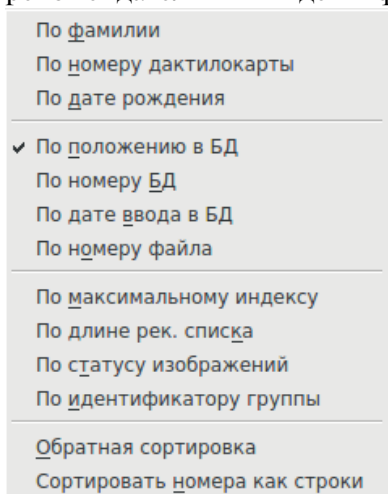 По фамилии
По номеру дактилокарты
По дате рождения
По положению в БД
По номеру БД
По дате ввода в БД
По номеру файла
По максимальному индексу
По длине рек. списка
По статусу изображений
По идентификатору группы
Обратная сортировка
Сортировать номера как строки